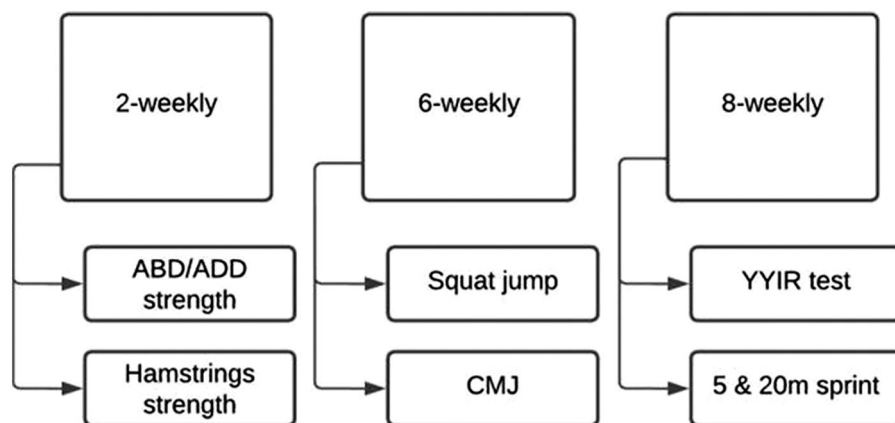 2-weekly
6-weekly
8-weekly
ABD/ADD
strength
Squat jump
YYIR test
Hamstrings
strength
CMJ
5 & 20m sprint